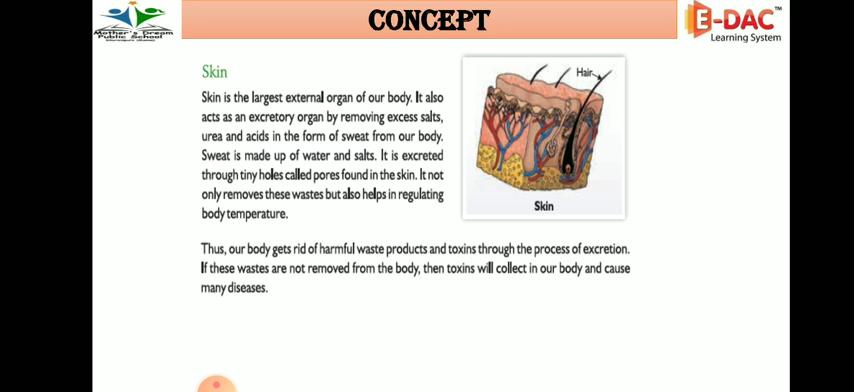 CONCEPT
Mother's Dream
Public School
E-DAC™
Learning System
Skin
Skin is the largest external organ of our body. It also
acts as an excretory organ by removing excess salts,
urea and acids in the form of sweat from our body.
Sweat is made up of water and salts. It is excreted
through tiny holes called pores found in the skin. It not
only removes these wastes but also helps in regulating
body temperature.
Hair
Skin
Thus, our body gets rid of harmful waste products and toxins through the process of excretion.
If these wastes are not removed from the body, then toxins will collect in our body and cause
many diseases.